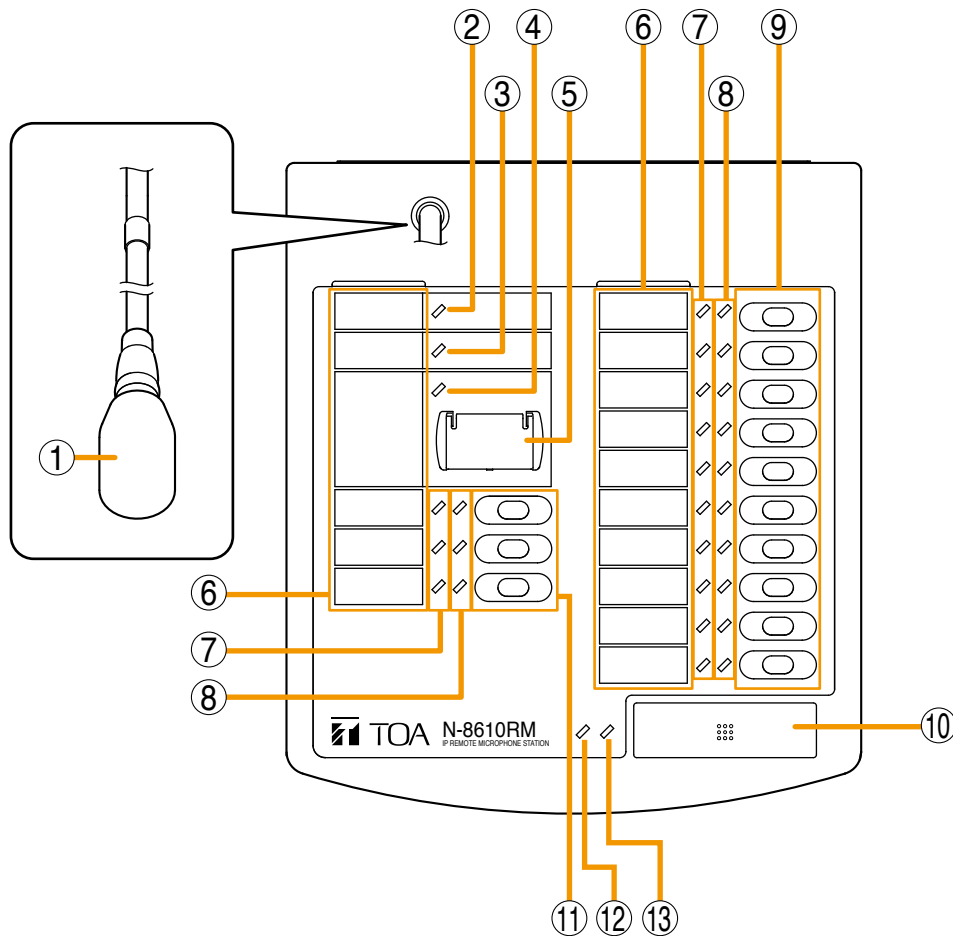 ② ④ ⑥ ⑦ ⑨
③ ⑤ ⑧
①
⑥
⑦
⑧
TOA N-8610RM
IP REMOTE MICROPHONE STATION
⑩
⑪ ⑫ ⑬